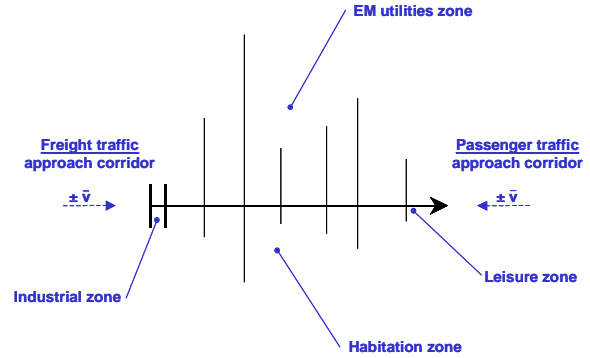 EM utilities zone
Freight traffic
approach corridor
± v̄
Passenger traffic
approach corridor
± v̄
Leisure zone
Industrial zone
Habitation zone